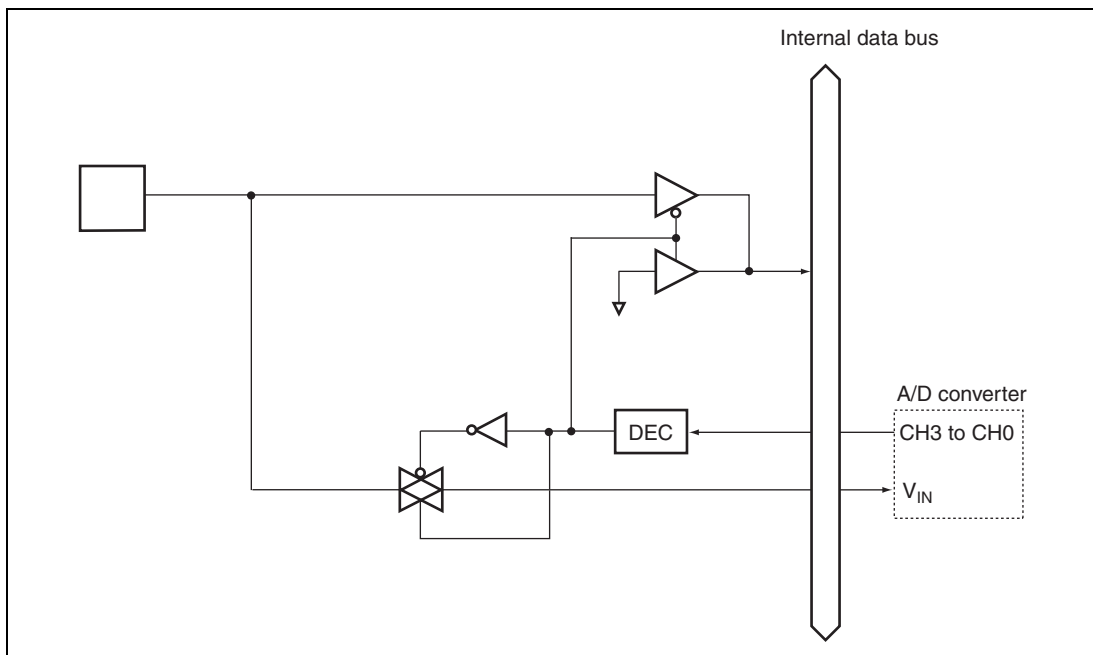 Internal data bus
A/D converter
DEC
CH3 to CH0
VIN